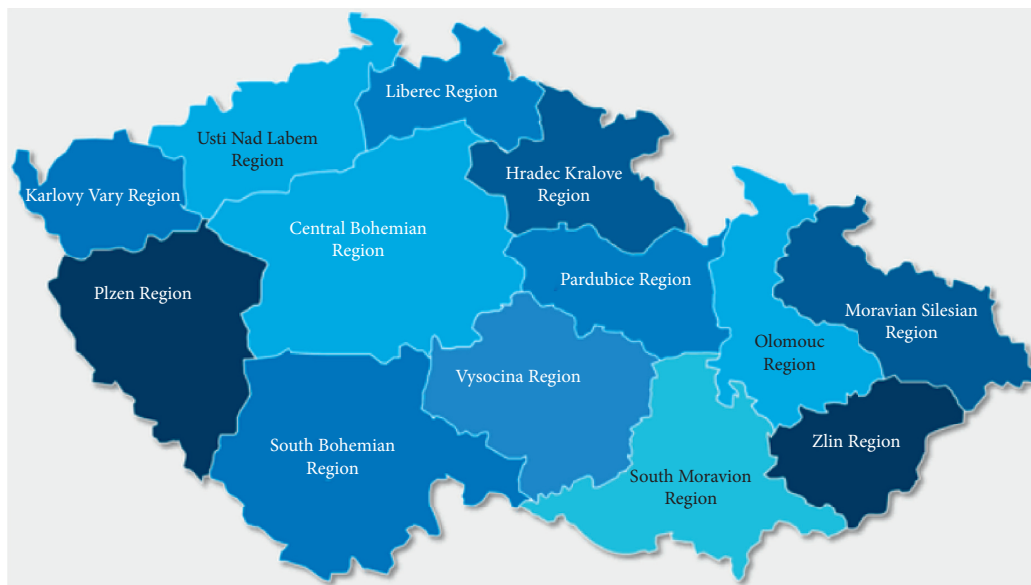 Liberec Region
Usti Nad Labem
Region
Hradec Kralove
Region
Karlovy Vary Region
Central Bohemian
Region
Pardubice Region
Plzen Region
Moravian Silesian
Region
Olomouc
Region
Vysocina Region
Zlin Region
South Bohemian
Region
South Moravion
Region